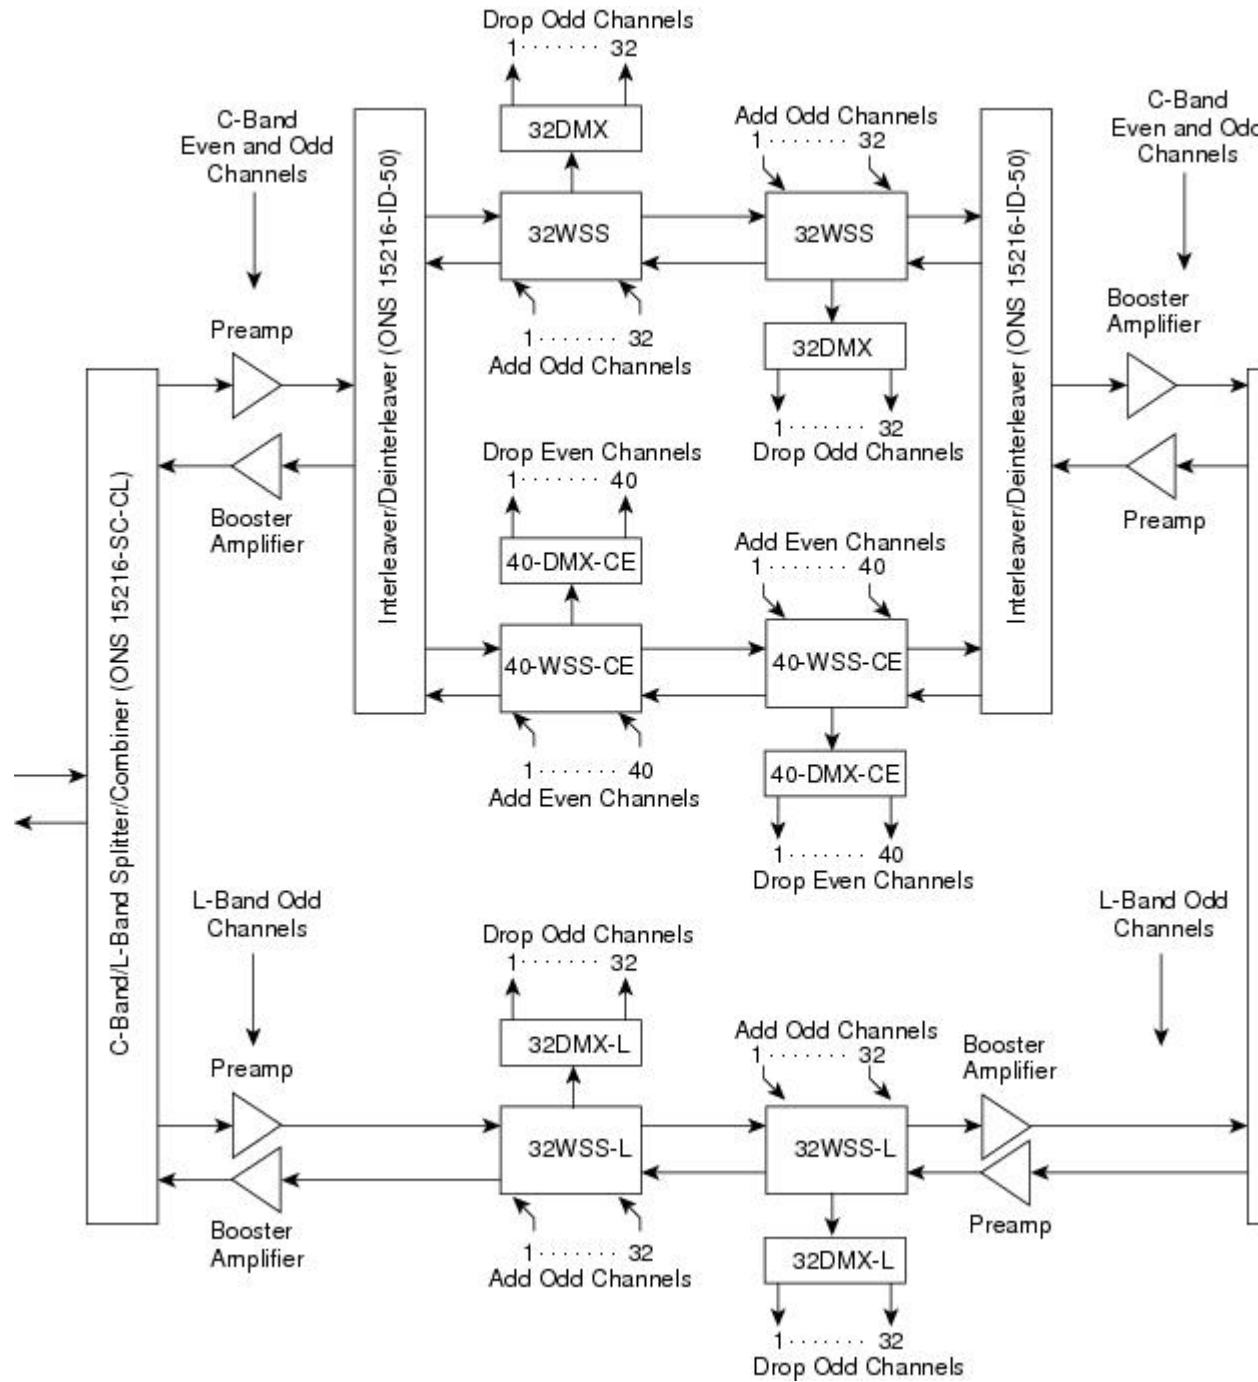 Drop Odd Channels
1 · · · · · · · 32
32DMX
C-Band
Even and Odd
Channels
Add Odd Channels
1 · · · · · · · 32
C-Band
Even and Odd
Channels
32WSS
32WSS
Interleaver/Deinterleaver (ONS 15216-ID-50)
Interleaver/Deinterleaver (ONS 15216-ID-50)
Preamp
1 · · · · · · · 32
Add Odd Channels
32DMX
Booster
Amplifier
1 · · · · · · · 32
Drop Odd Channels
Drop Even Channels
1 · · · · · · · 40
Booster
Amplifier
Preamp
40-DMX-CE
Add Even Channels
1 · · · · · · · 40
C-Band/L-Band Splitter/Combiner (ONS 15216-SC-CL)
40-WSS-CE
40-WSS-CE
1 · · · · · · · 40
Add Even Channels
40-DMX-CE
1 · · · · · · · 40
Drop Even Channels
L-Band Odd
Channels
L-Band Odd
Channels
Drop Odd Channels
1 · · · · · · · 32
32DMX-L
Add Odd Channels
1 · · · · · · · 32
Preamp
Booster
Amplifier
32WSS-L
32WSS-L
Booster
Amplifier
Preamp
1 · · · · · · · 32
Add Odd Channels
32DMX-L
1 · · · · · · · 32
Drop Odd Channels